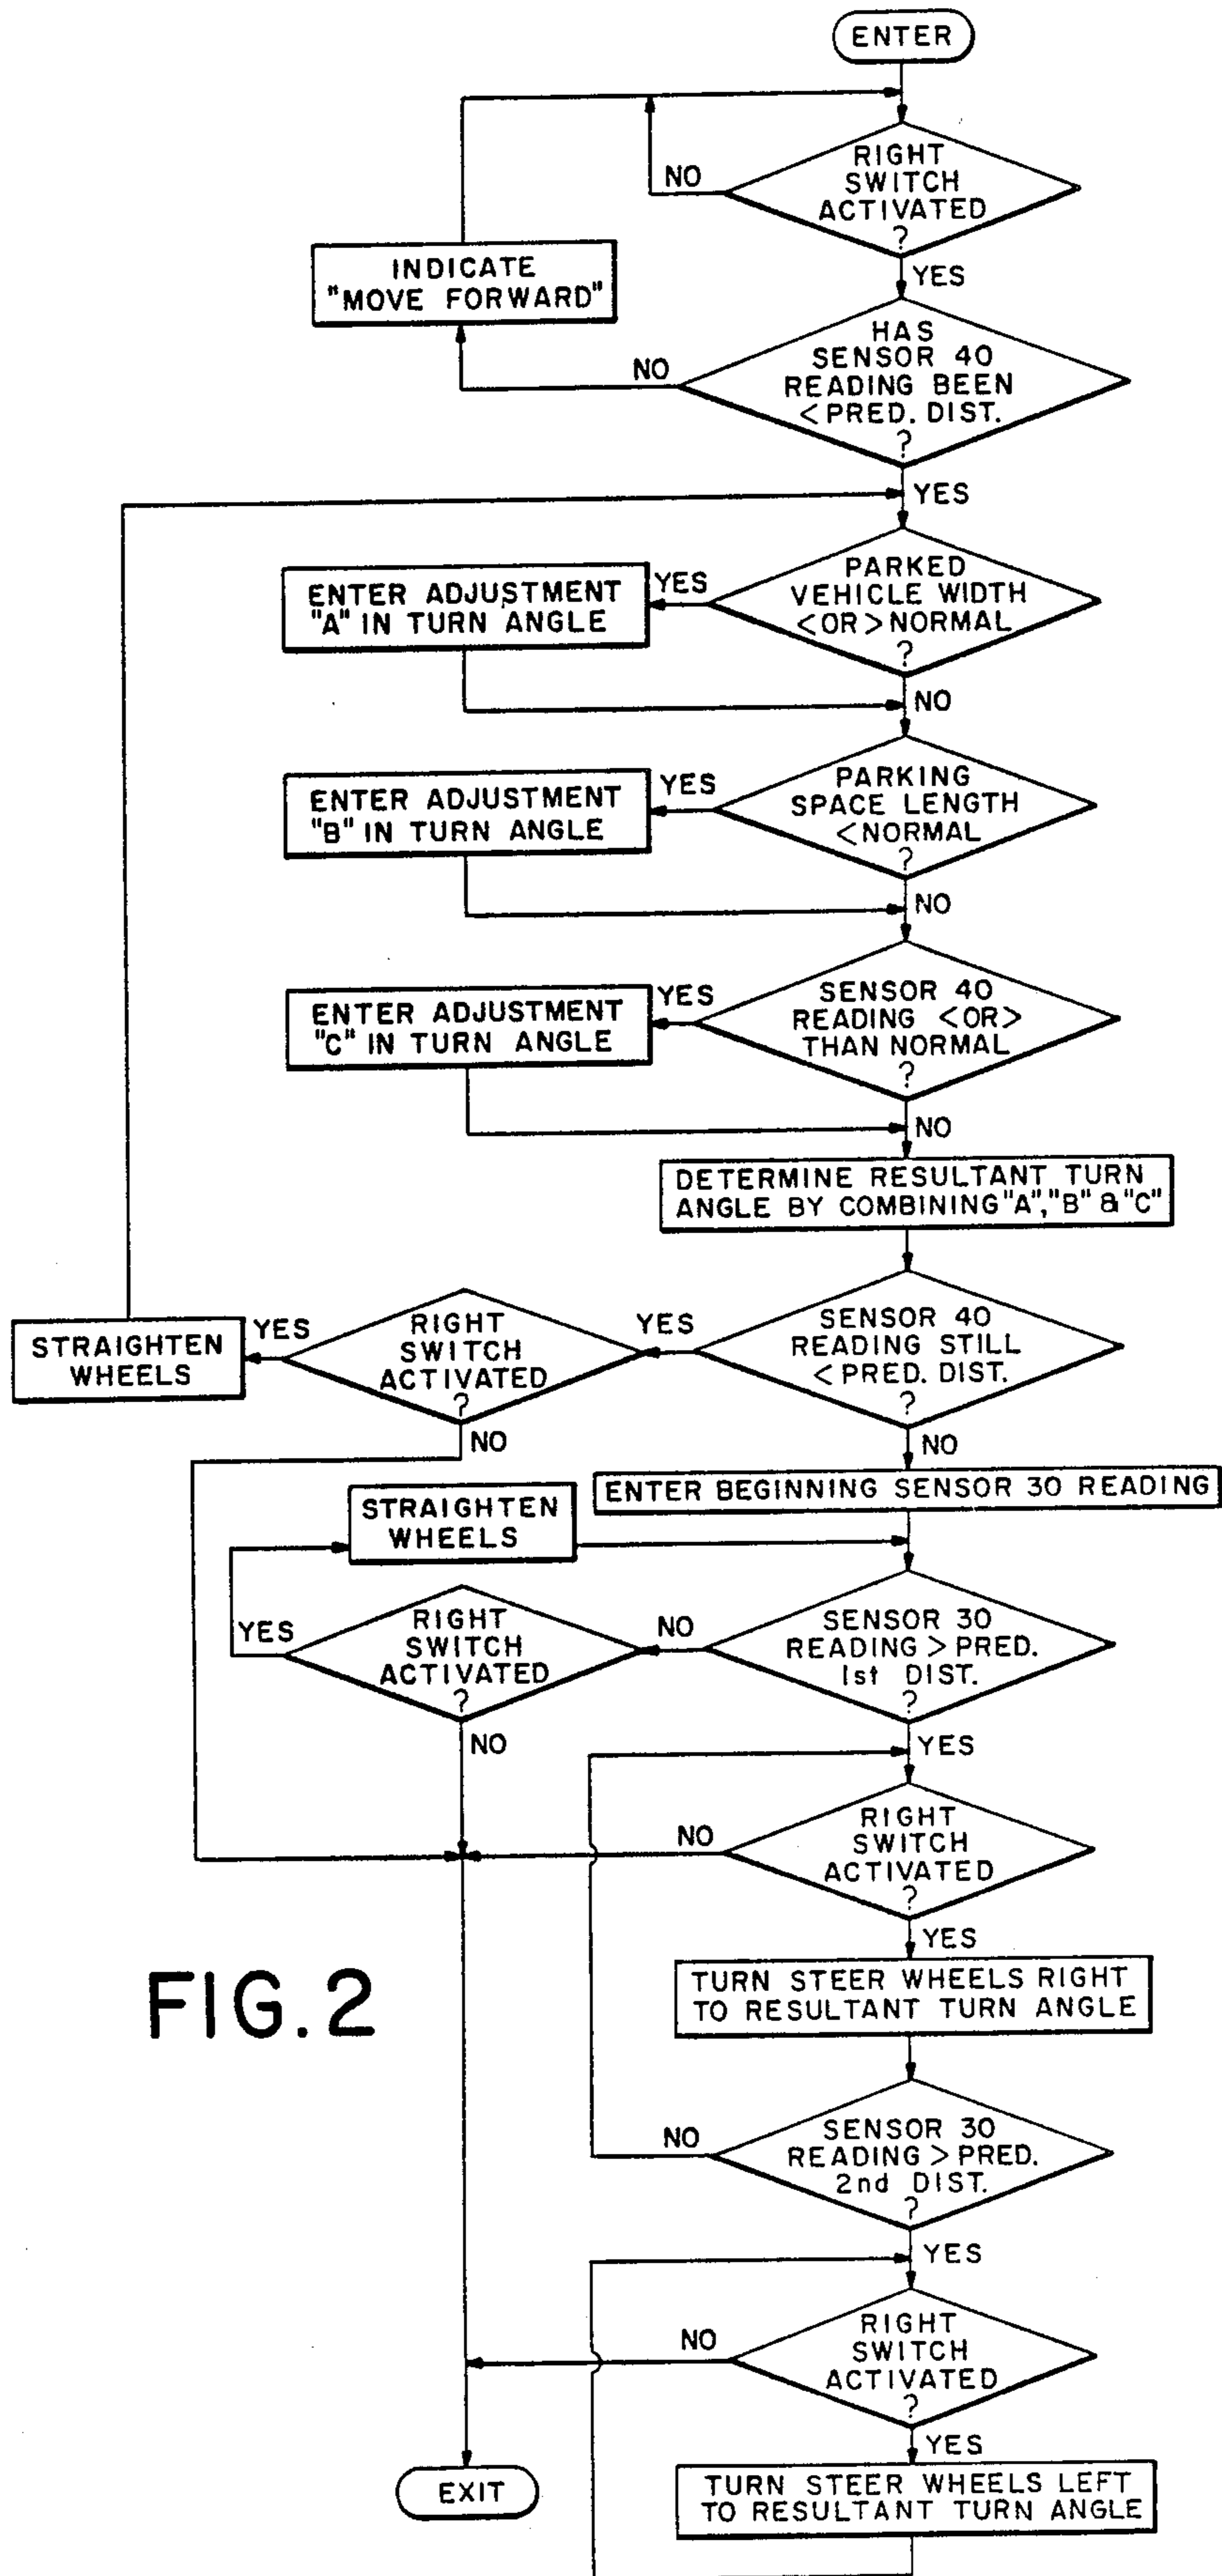 ENTER
RIGHT
SWITCH
ACTIVATED
?
NO
YES
INDICATE
"MOVE FORWARD"
HAS
SENSOR 40
READING BEEN
<PRED. DIST.
?
NO
YES
PARKED
VEHICLE WIDTH
<OR>NORMAL
?
YES
ENTER ADJUSTMENT
"A" IN TURN ANGLE
NO
PARKING
SPACE LENGTH
<NORMAL
?
YES
ENTER ADJUSTMENT
"B" IN TURN ANGLE
NO
SENSOR 40
READING <OR>
THAN NORMAL
?
YES
ENTER ADJUSTMENT
"C" IN TURN ANGLE
NO
DETERMINE RESULTANT TURN
ANGLE BY COMBINING "A", "B" & "C"
SENSOR 40
READING STILL
<PRED. DIST.
?
YES
RIGHT
SWITCH
ACTIVATED
?
YES
STRAIGHTEN
WHEELS
NO
NO
ENTER BEGINNING SENSOR 30 READING
STRAIGHTEN
WHEELS
SENSOR 30
READING > PRED.
1st DIST.
?
NO
RIGHT
SWITCH
ACTIVATED
?
YES
NO
YES
RIGHT
SWITCH
ACTIVATED
?
NO
YES
TURN STEER WHEELS RIGHT
TO RESULTANT TURN ANGLE
FIG.2
SENSOR 30
READING > PRED.
2nd DIST.
?
NO
YES
RIGHT
SWITCH
ACTIVATED
?
NO
YES
EXIT
TURN STEER WHEELS LEFT
TO RESULTANT TURN ANGLE